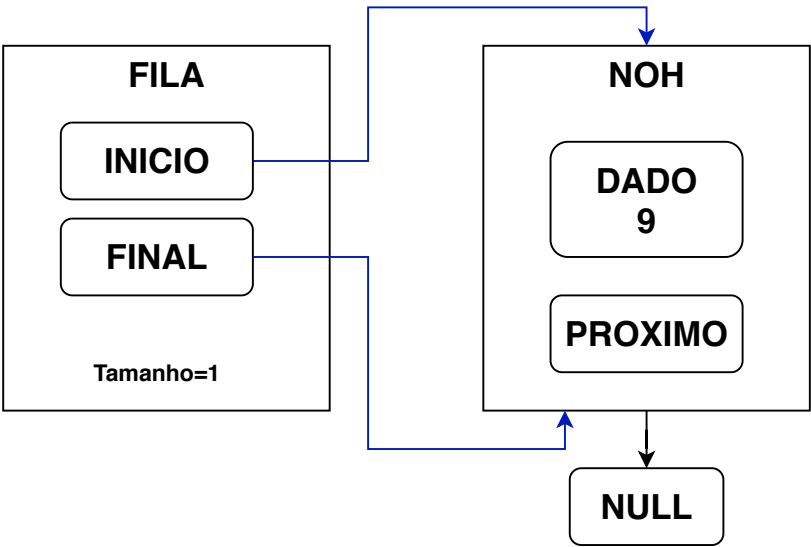 FILA
INICIO
FINAL
Tamanho=1
NOH
DADO
9
PROXIMO
NULL